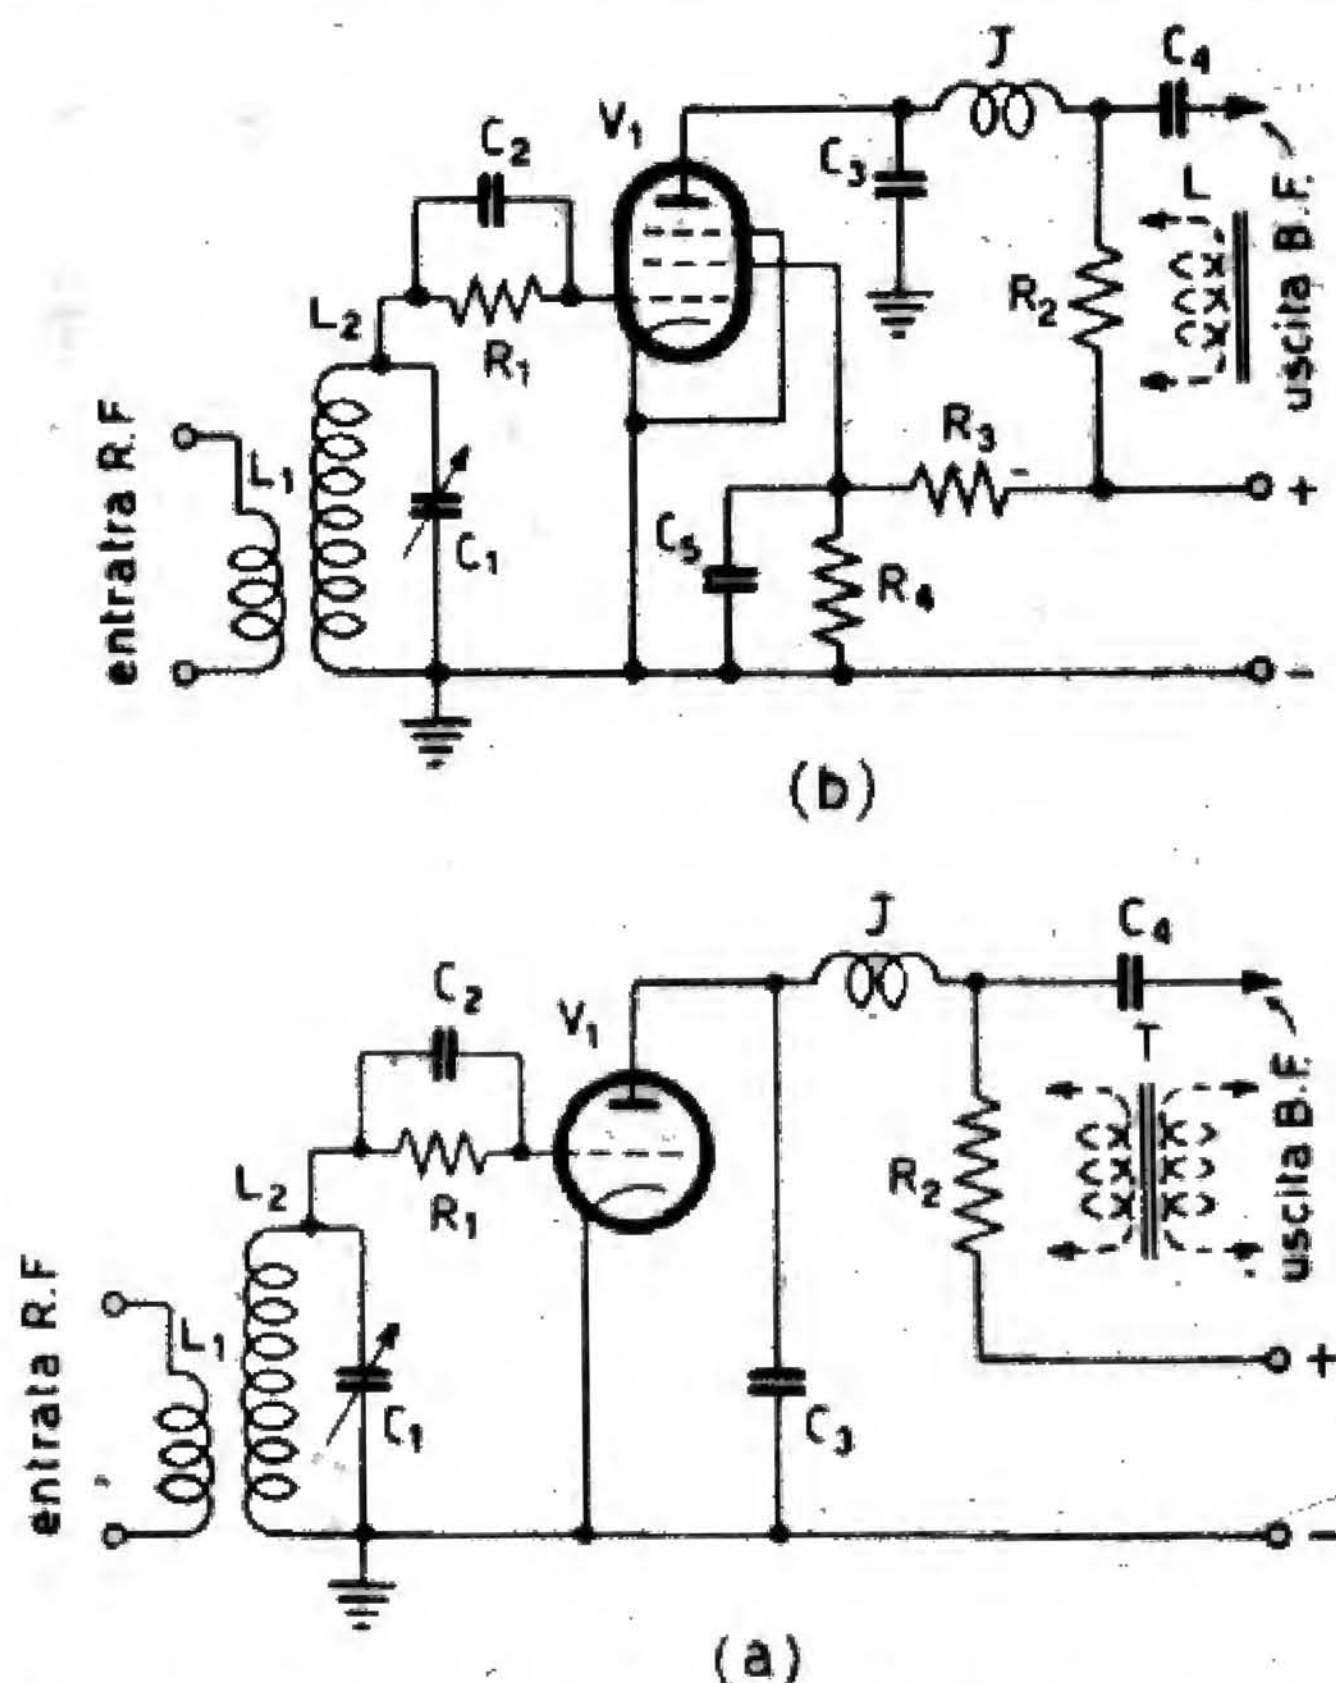 J
C₄
V₁
C₂
C₃
L
uscita B.F.
R₂
L₂
R₁
entratra R.F
L₁
C₁
R₃
+
C₅
R₄
-
(b)
J
C₄
C₂
V₁
T
uscita B.F.
R₂
L₂
R₁
entrata R.F
L₁
C₁
C₃
+
-
(a)